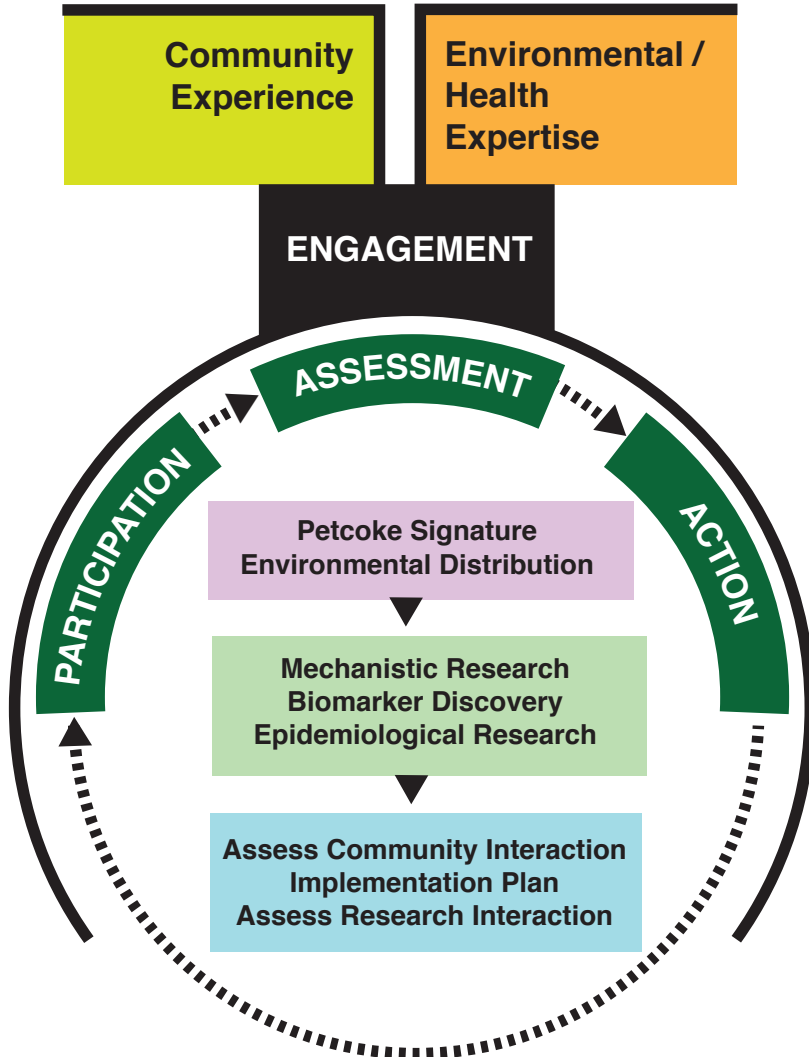 Community
Experience
Environmental /
Health
Expertise
ENGAGEMENT
PARTICIPATION
ASSESSMENT
ACTION
Petcoke Signature
Environmental Distribution
Mechanistic Research
Biomarker Discovery
Epidemiological Research
Assess Community Interaction
Implementation Plan
Assess Research Interaction